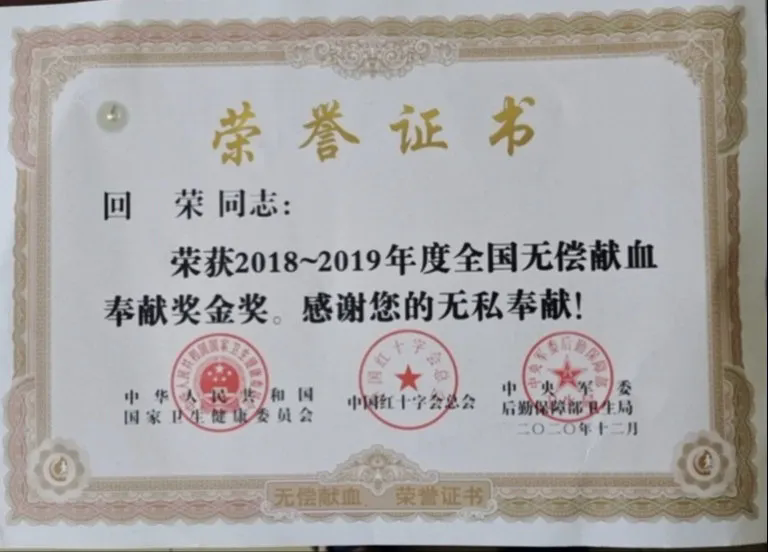 荣誉证书
回 荣同志：
荣获2018~2019年度全国无偿献血
奉献奖金奖。感谢您的无私奉献！
中华人民共和国
国家卫生健康委员会
中国红十字会总会
中央军委
后勤保障部卫生局
二〇二〇年十二月
无偿献血 荣誉证书